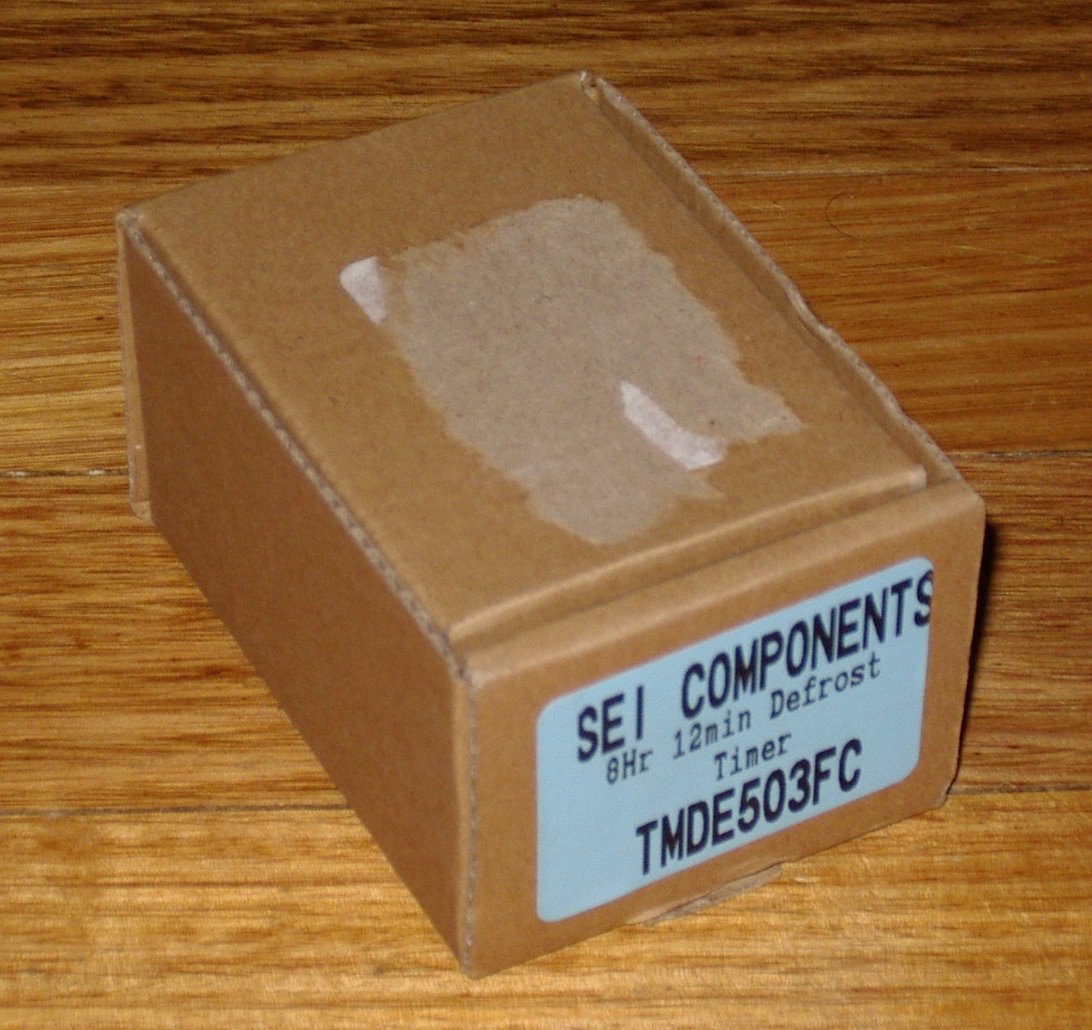 SEI COMPONENTS
8Hr 12min Defrost
Timer
TMDE503FC